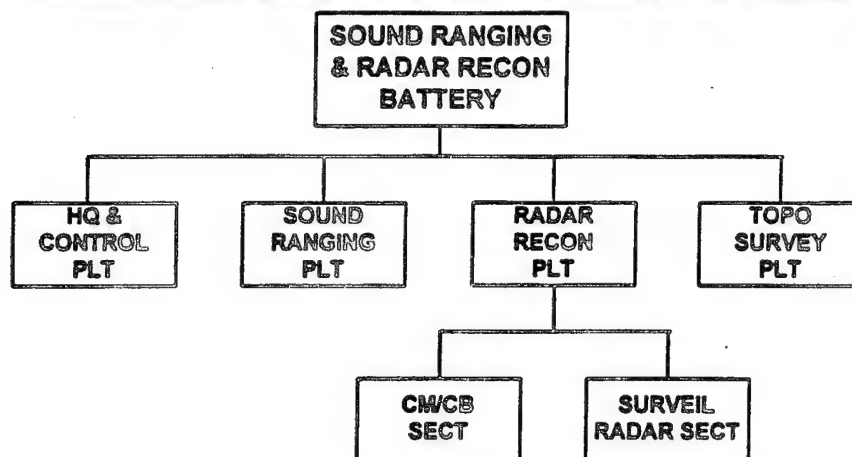 SOUND RANGING
& RADAR RECON
BATTERY
HQ &
CONTROL
PLT
SOUND
RANGING
PLT
RADAR
RECON
PLT
TOPO
SURVEY
PLT
CM/CB
SECT
SURVEIL
RADAR SECT